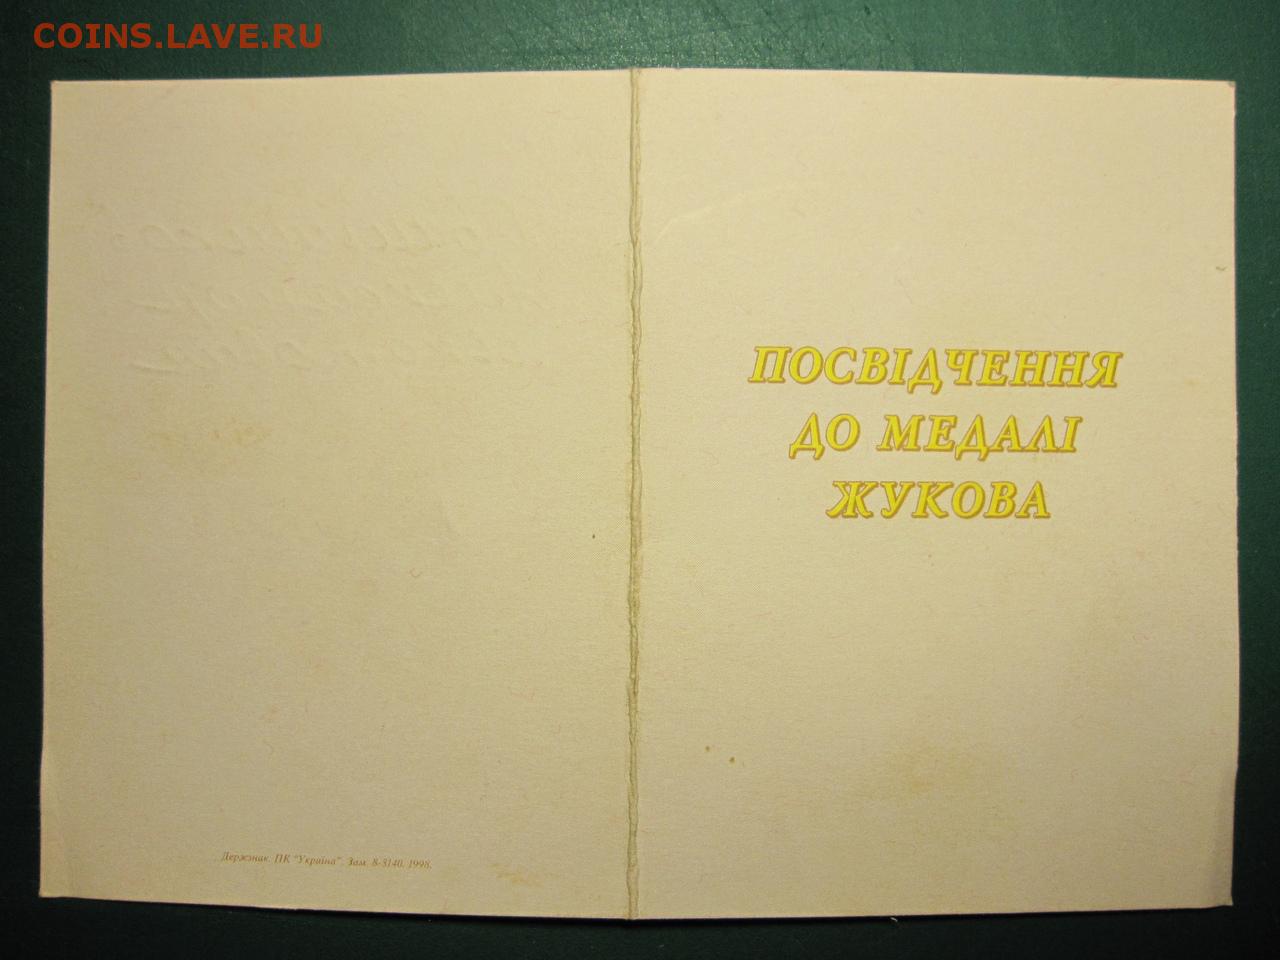 COINS.LAVE.RU
ПОСВІДЧЕННЯ
ДО МЕДАЛІ
ЖУКОВА
Держзнак. ПК "Україна". Зам. 8-3140. 1998.